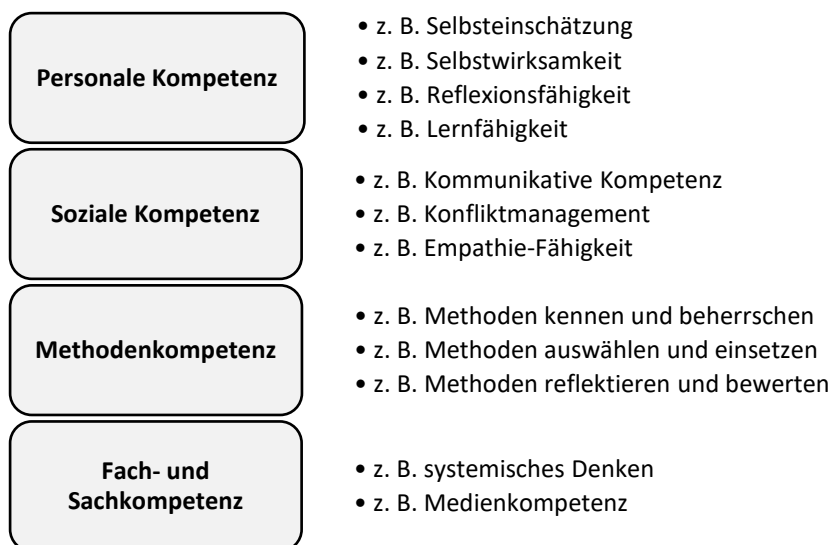 Personale Kompetenz
• z. B. Selbsteinschätzung
• z. B. Selbstwirksamkeit
• z. B. Reflexionsfähigkeit
• z. B. Lernfähigkeit
Soziale Kompetenz
• z. B. Kommunikative Kompetenz
• z. B. Konfliktmanagement
• z. B. Empathie-Fähigkeit
Methodenkompetenz
• z. B. Methoden kennen und beherrschen
• z. B. Methoden auswählen und einsetzen
• z. B. Methoden reflektieren und bewerten
Fach- und
Sachkompetenz
• z. B. systemisches Denken
• z. B. Medienkompetenz